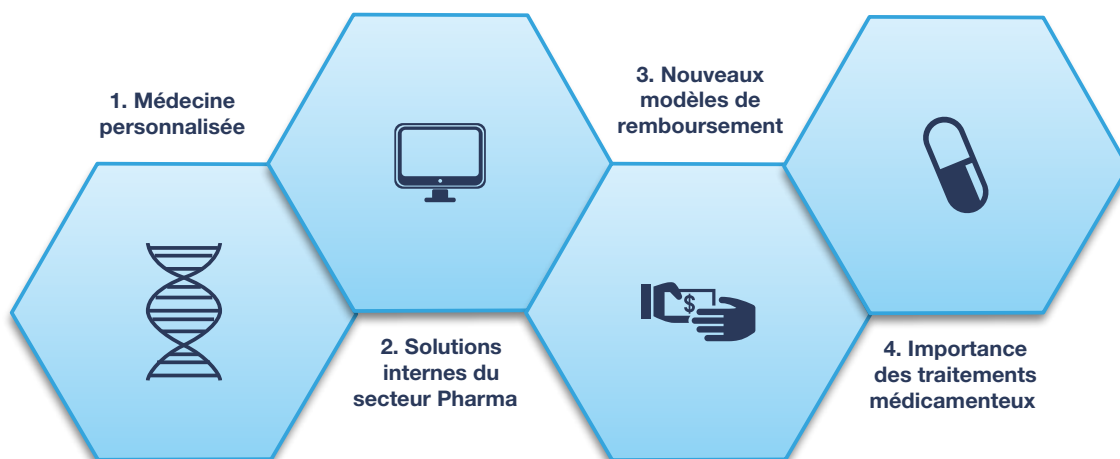 1. Médecine
personnalisée
2. Solutions
internes du
secteur Pharma
3. Nouveaux
modèles de
remboursement
$
4. Importance
des traitements
médicamenteux